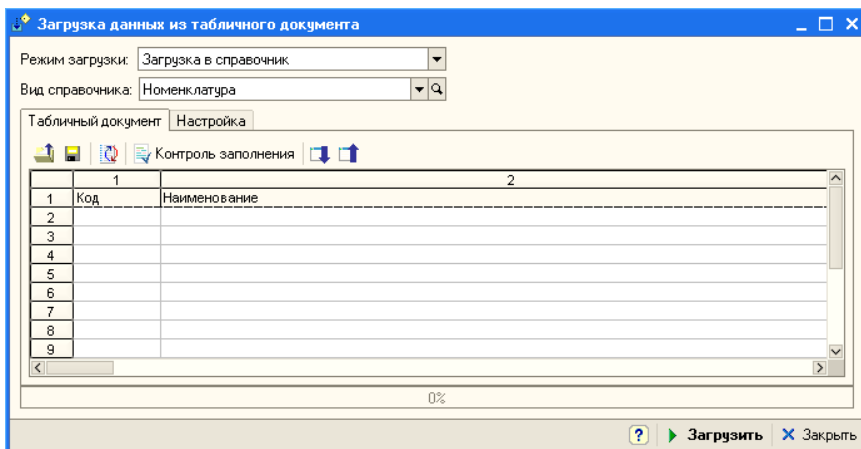 Загрузка данных из табличного документа
Режим загрузки: Загрузка в справочник
Вид справочника: Номенклатура
Табличный документ Настройка
Контроль заполнения
1 2
1 Код Наименование
2
3
4
5
6
7
8
9
0%
? Загрузить Закрыть